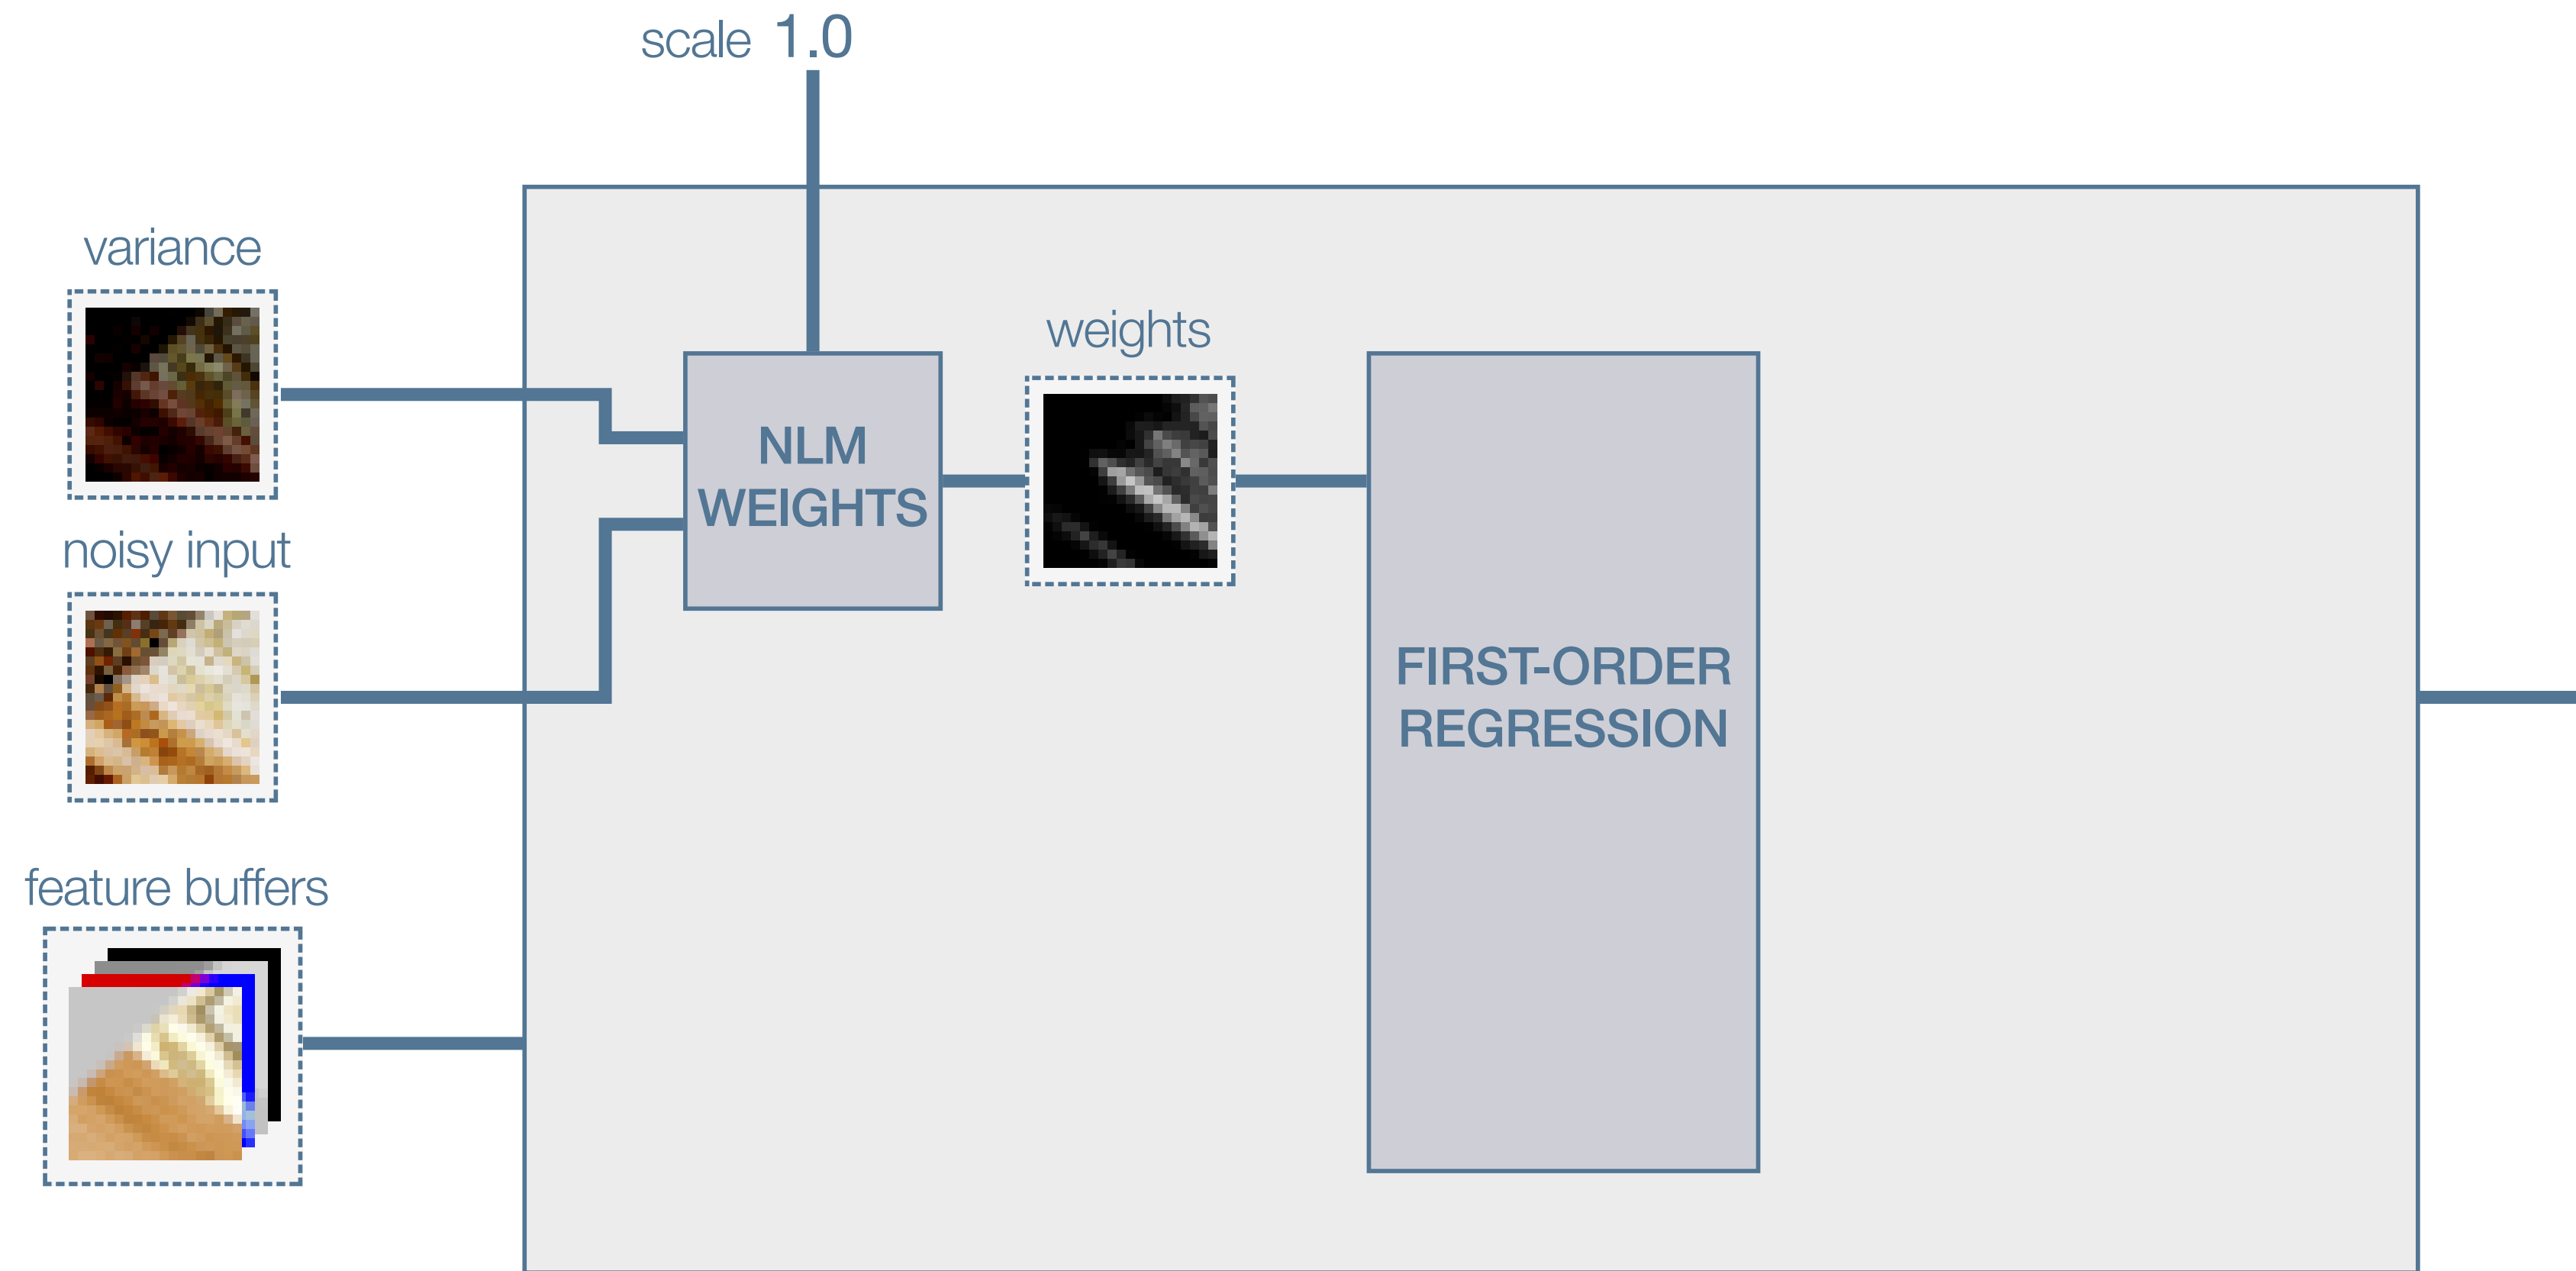 scale 1.0
variance
weights
NLM
WEIGHTS
noisy input
FIRST-ORDER
REGRESSION
feature buffers